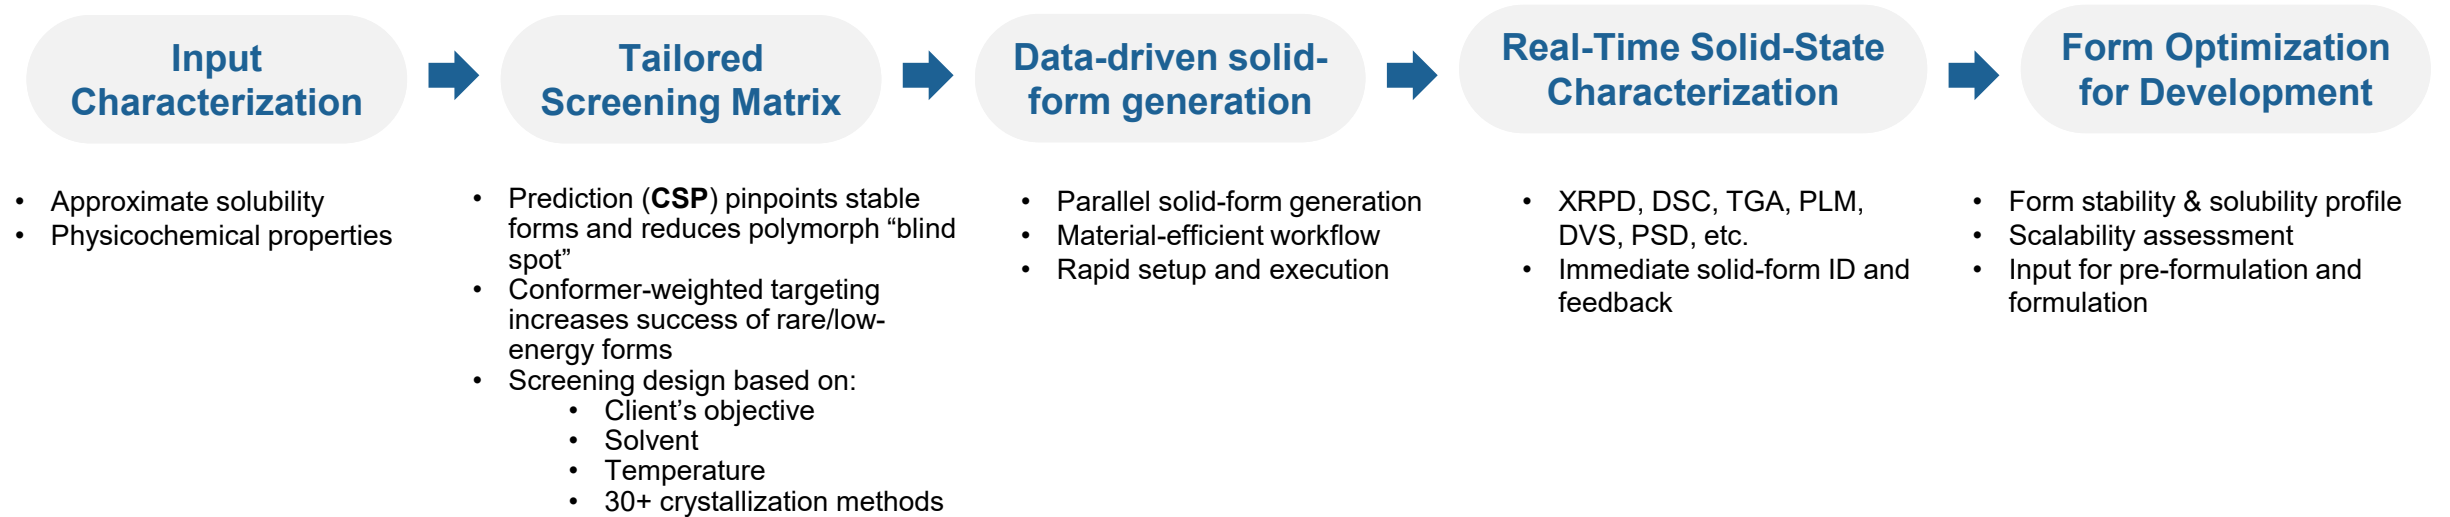 Input
Characterization
Tailored
Screening Matrix
Data-driven solid-
form generation
Real-Time Solid-State
Characterization
Form Optimization
for Development
• Approximate solubility
• Physicochemical properties
• Prediction (CSP) pinpoints stable
forms and reduces polymorph “blind
spot”
• Conformer-weighted targeting
increases success of rare/low-
energy forms
• Screening design based on:
• Client’s objective
• Solvent
• Temperature
• 30+ crystallization methods
• Parallel solid-form generation
• Material-efficient workflow
• Rapid setup and execution
• XRPD, DSC, TGA, PLM,
DVS, PSD, etc.
• Immediate solid-form ID and
feedback
• Form stability & solubility profile
• Scalability assessment
• Input for pre-formulation and
formulation